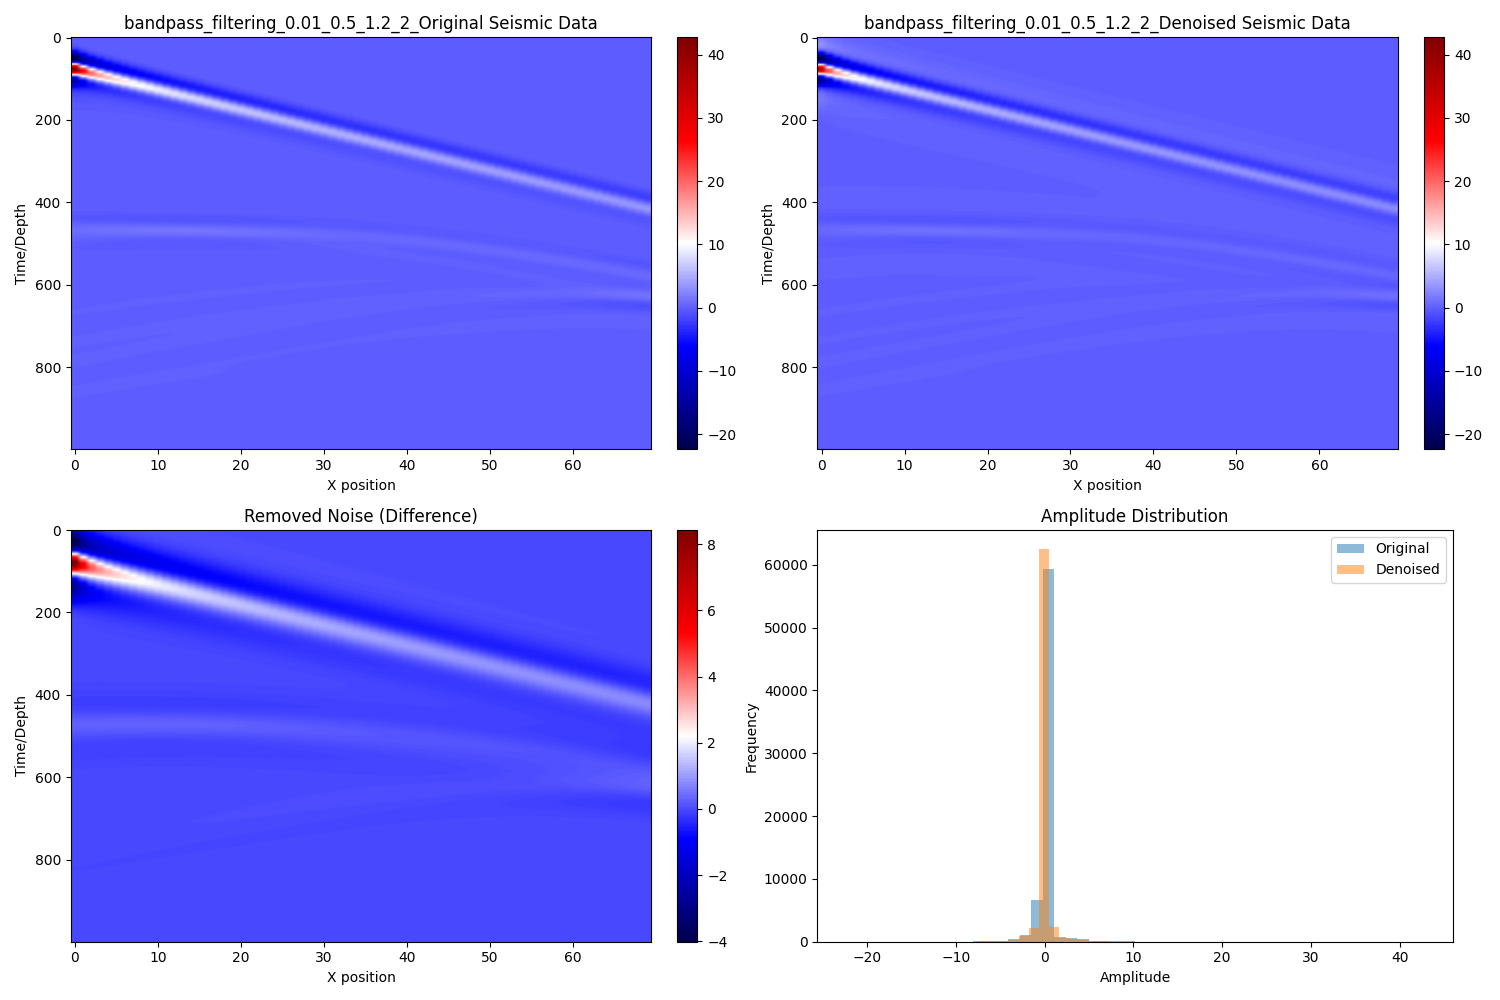 bandpass_filtering_0.01_0.5_1.2_2_Original Seismic Data
0
200
400
600
800
Time/Depth
0 10 20 30 40 50 60
X position
40
30
20
10
0
−10
−20
bandpass_filtering_0.01_0.5_1.2_2_Denoised Seismic Data
0
200
400
600
800
Time/Depth
0 10 20 30 40 50 60
X position
40
30
20
10
0
−10
−20
Removed Noise (Difference)
0
200
400
600
800
Time/Depth
0 10 20 30 40 50 60
X position
8
6
4
2
0
−2
−4
Amplitude Distribution
Original
Denoised
60000
50000
40000
30000
20000
10000
0
Frequency
−20 −10 0 10 20 30 40
Amplitude